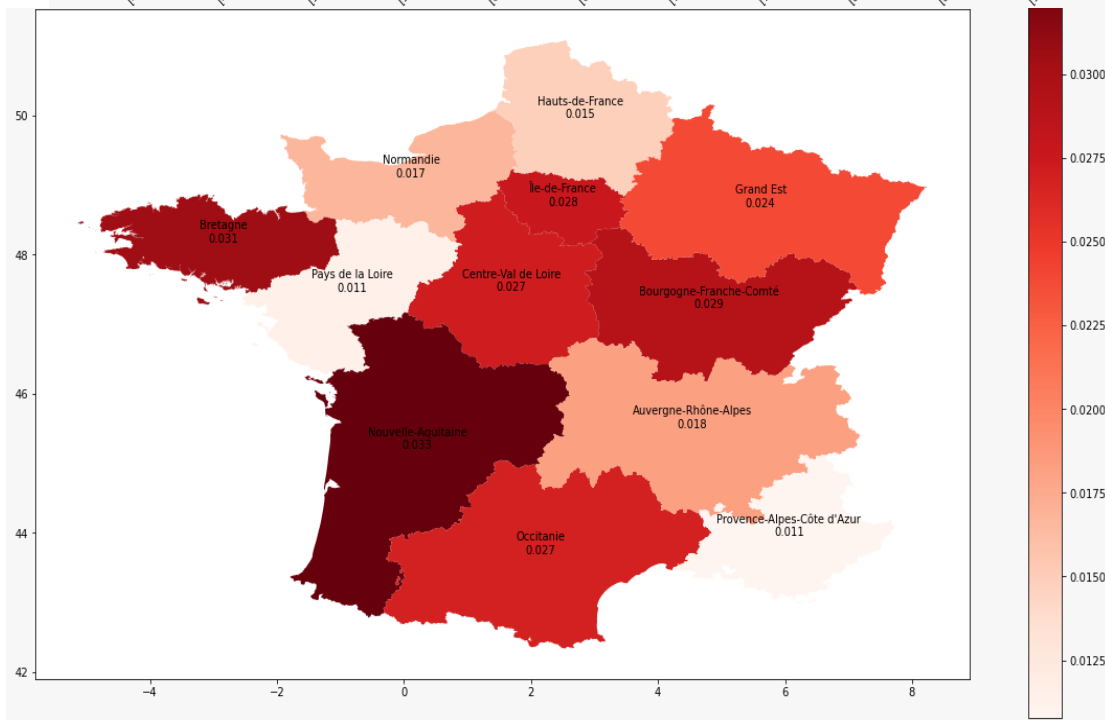 50
48
46
44
42
−4
−2
0
2
4
6
8
Hauts-de-France
0.015
Normandie
0.017
Île-de-France
0.028
Grand Est
0.024
Bretagne
0.031
Pays de la Loire
0.011
Centre-Val de Loire
0.027
Bourgogne-Franche-Comté
0.029
Auvergne-Rhône-Alpes
0.018
Nouvelle-Aquitaine
0.033
Provence-Alpes-Côte d'Azur
0.011
Occitanie
0.027
0.0300
0.0275
0.0250
0.0225
0.0200
0.0175
0.0150
0.0125